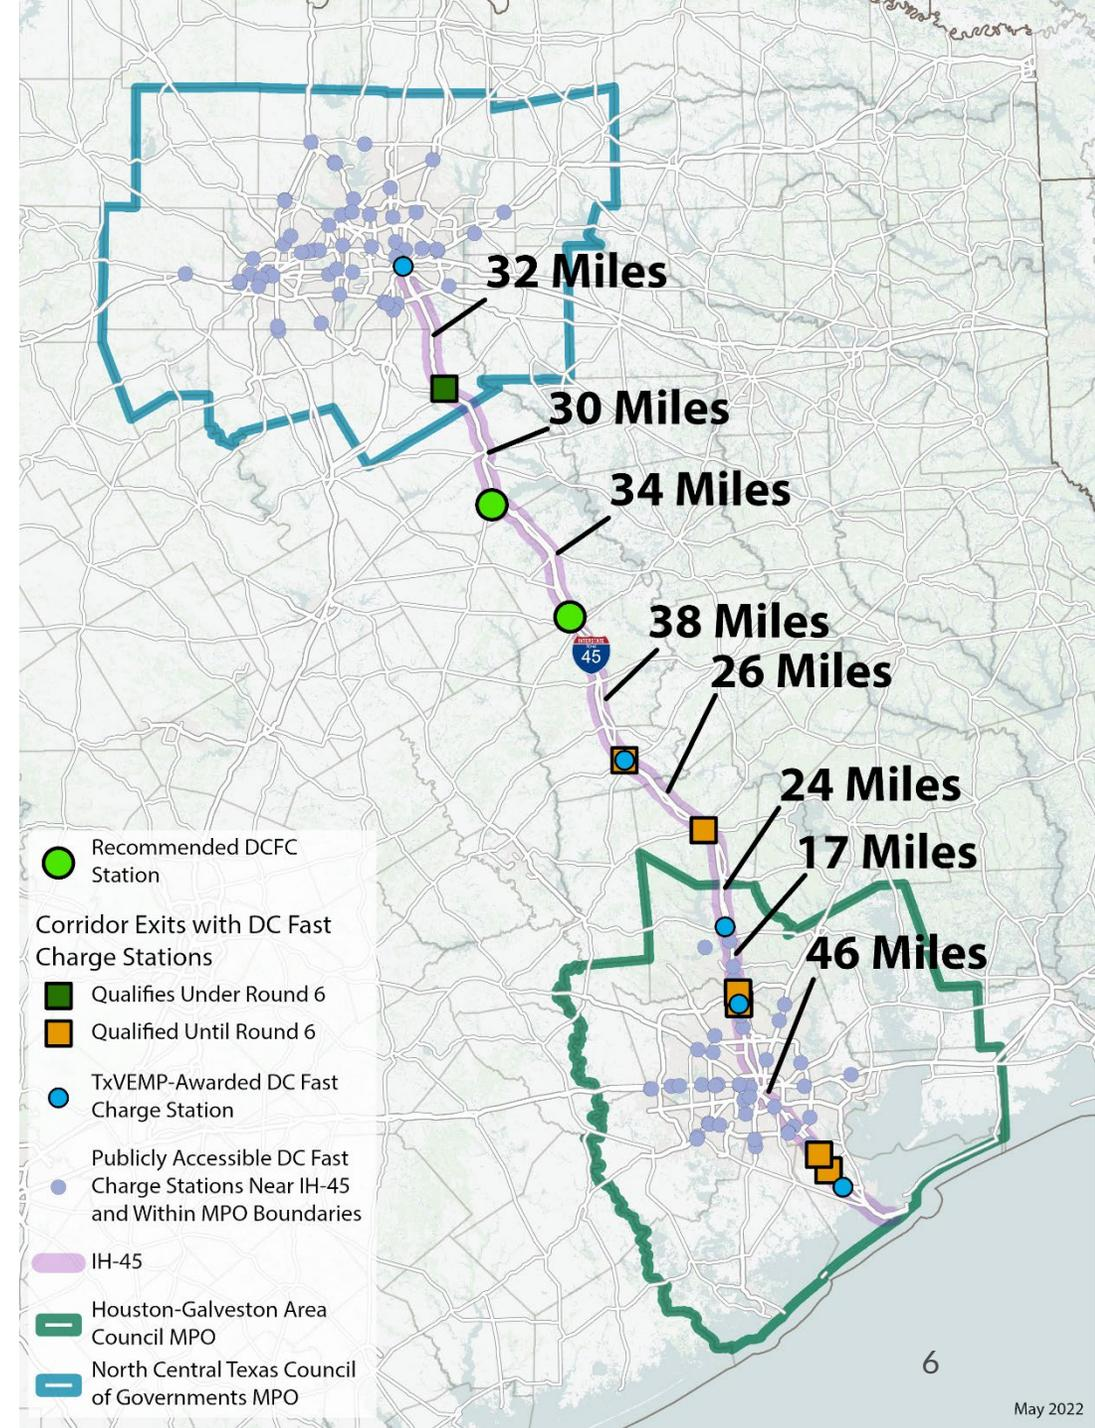 32 Miles
30 Miles
34 Miles
38 Miles
INTERSTATE
45
26 Miles
24 Miles
17 Miles
46 Miles
Recommended DCFC
Station
Corridor Exits with DC Fast
Charge Stations
Qualifies Under Round 6
Qualified Until Round 6
TxVEMP-Awarded DC Fast
Charge Station
Publicly Accessible DC Fast
Charge Stations Near IH-45
and Within MPO Boundaries
IH-45
Houston-Galveston Area
Council MPO
North Central Texas Council
of Governments MPO
6
May 2022